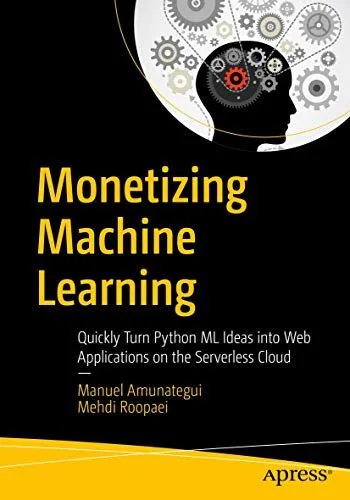 Monetizing
Machine
Learning
Quickly Turn Python ML Ideas into Web
Applications on the Serverless Cloud
—
Manuel Amunategui
Mehdi Roopaei
Apress®